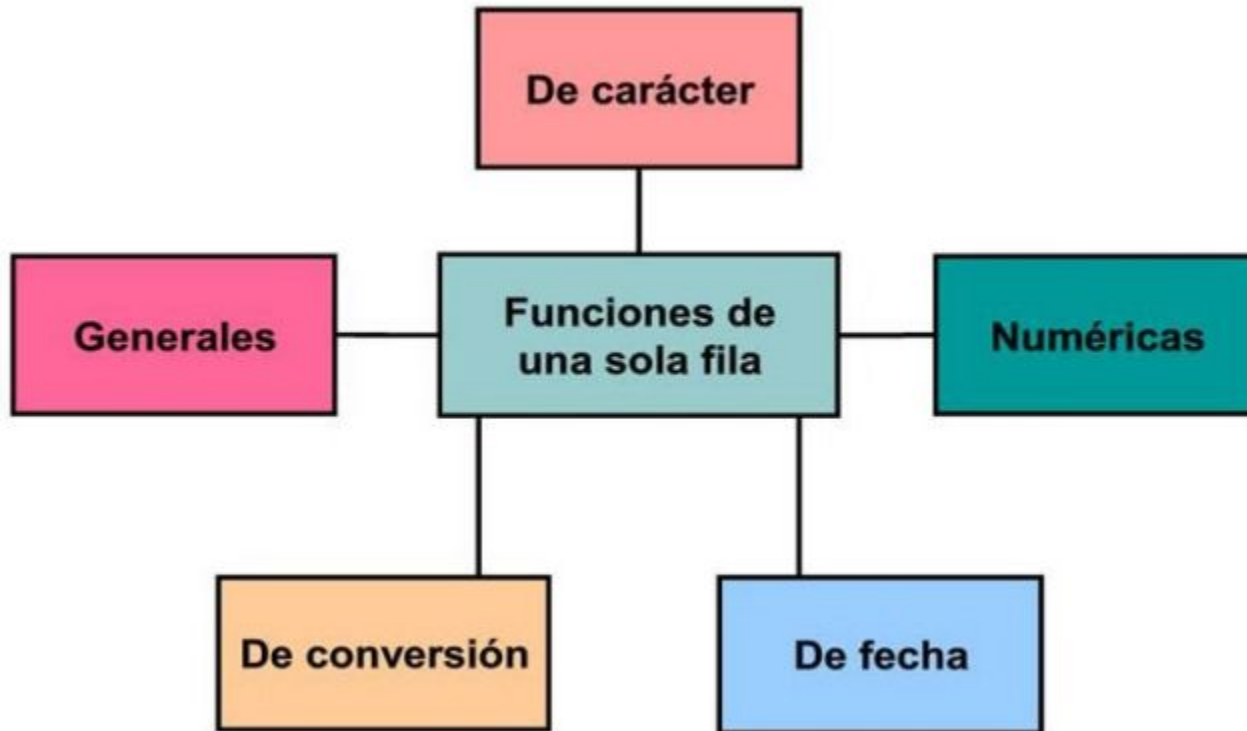 De carácter
Generales
Funciones de
una sola fila
Numéricas
De conversión
De fecha